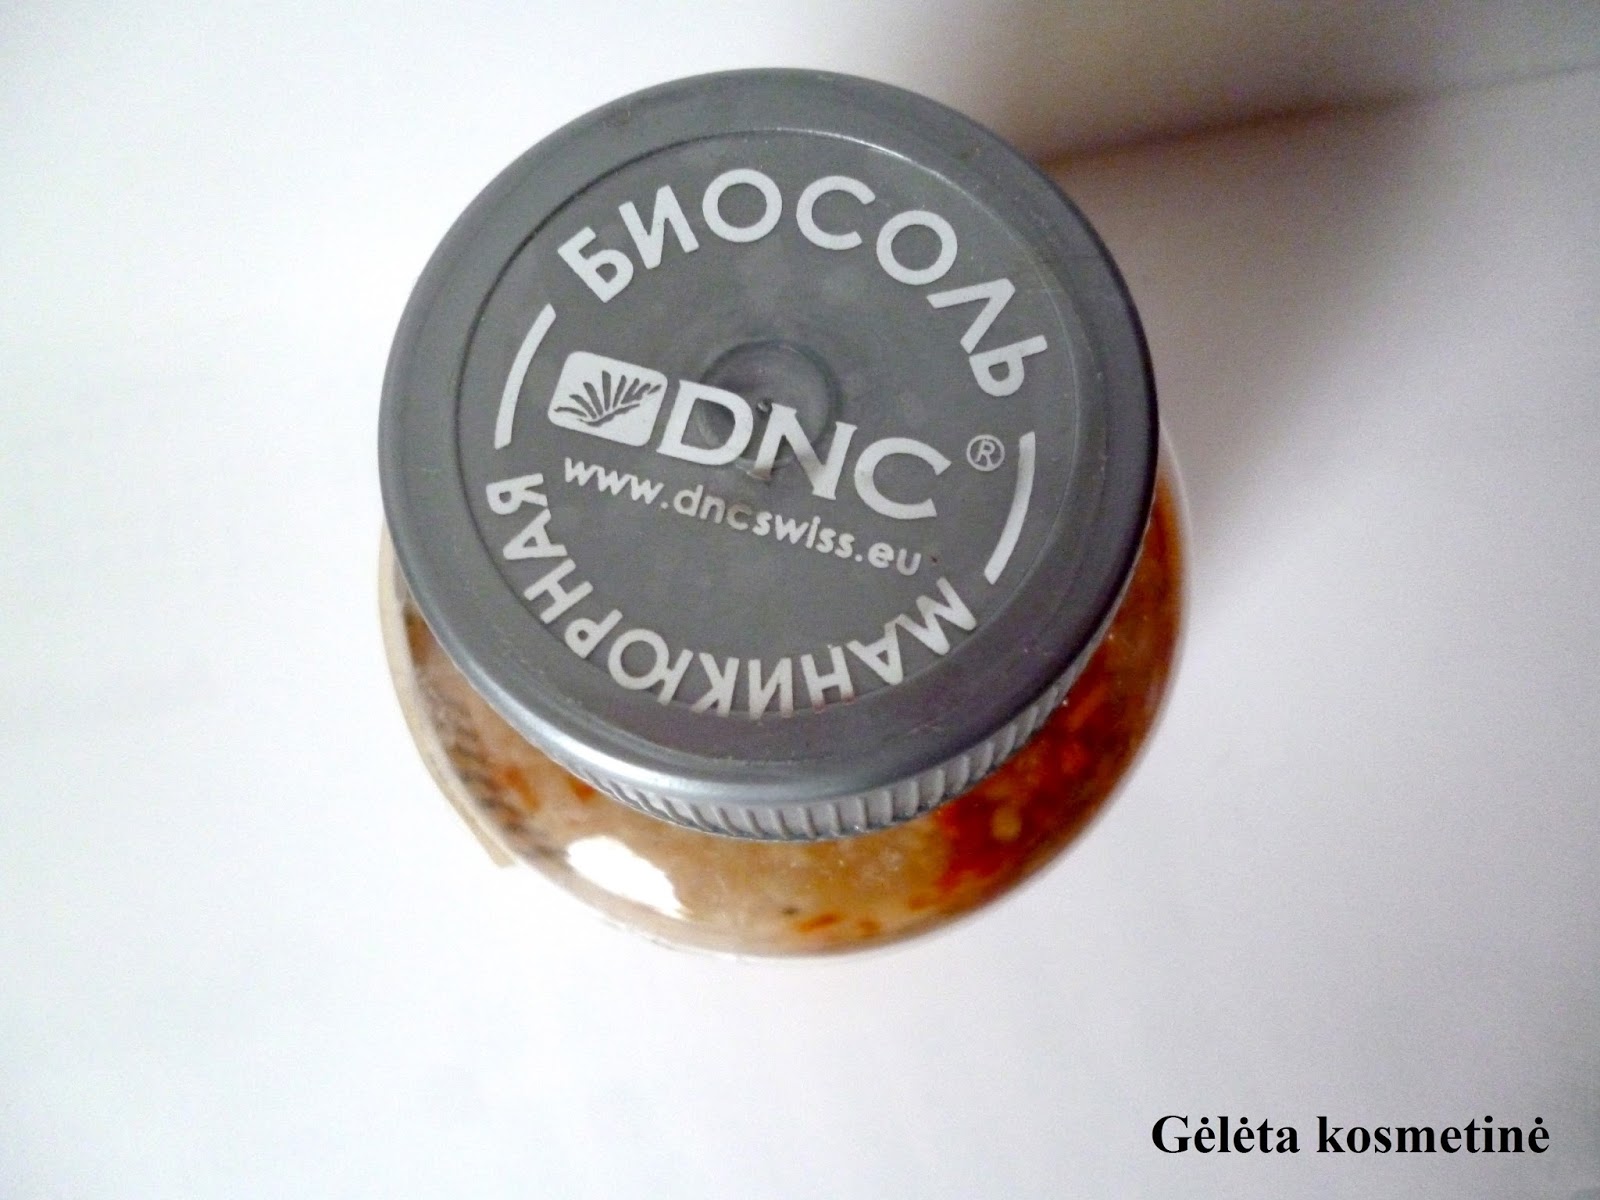 БИОСОЛЬ
DNC®
www.dncswiss.eu
МАНИКЮРНАЯ
Gėlėta kosmetinė